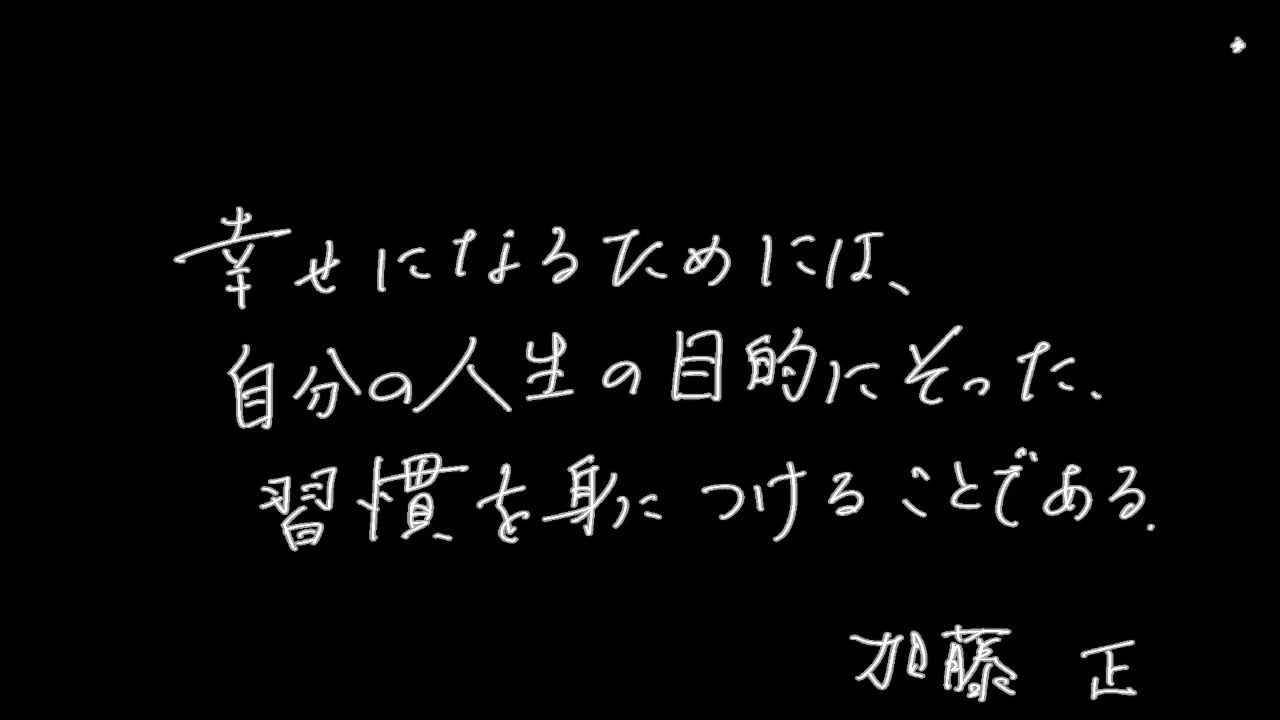 幸せになるためには、
自分の人生の目的にそった、
習慣を身につけることである.
加藤 正